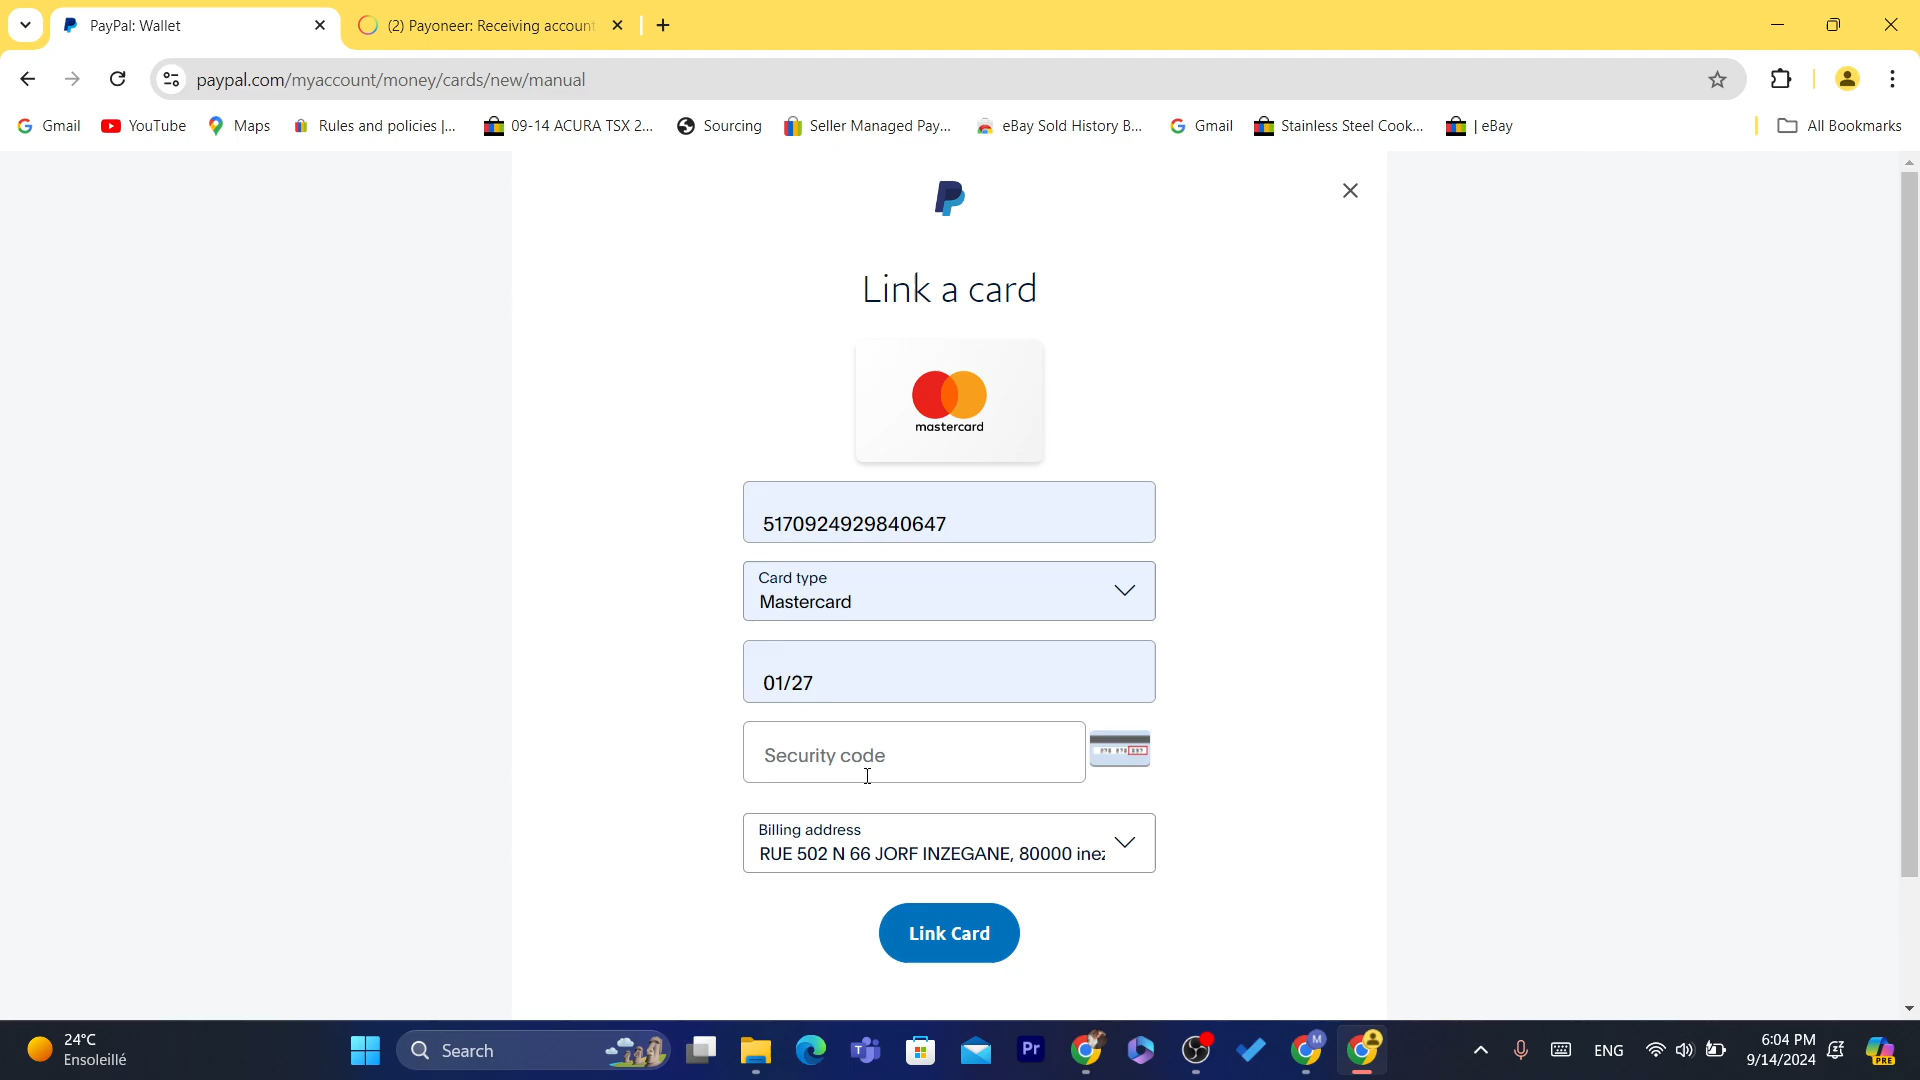 PayPal: Wallet
(2) Payoneer: Receiving account
paypal.com/myaccount/money/cards/new/manual
Gmail
YouTube
Maps
Rules and policies |...
09-14 ACURA TSX 2...
Sourcing
Seller Managed Pay...
eBay Sold History B...
Gmail
Stainless Steel Cook...
| eBay
All Bookmarks
Link a card
mastercard
5170924929840647
Card type
Mastercard
01/27
Security code
Billing address
RUE 502 N 66 JORF INZEGANE, 80000 inez
Link Card
24°C
Ensoleillé
Search
Pr
M
ENG
6:04 PM
9/14/2024
PRE